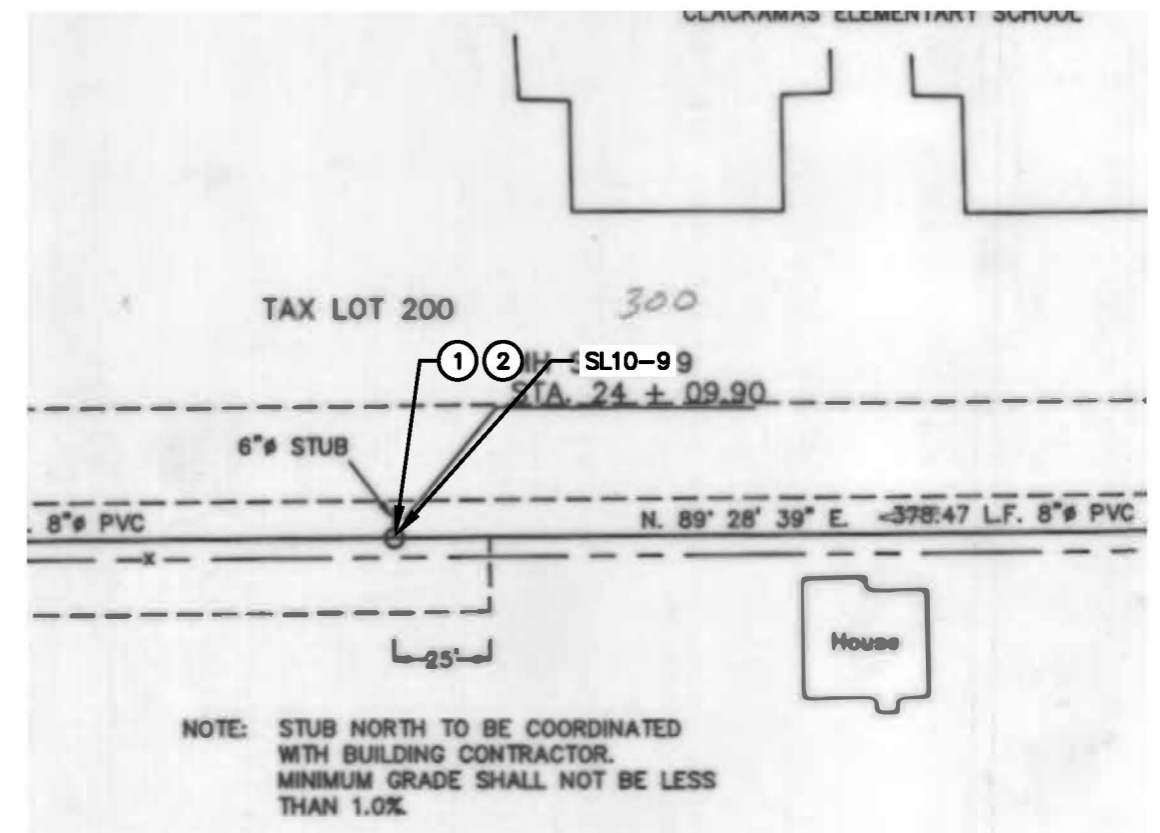 CLACKAMAS ELEMENTARY SCHOOL
TAX LOT 200
300
1 2 SL10-9 9
STA. 24 + 09.90
6"ø STUB
8"ø PVC
N. 89° 28' 39" E. 378.47 L.F. 8"ø PVC
x
House
25'
NOTE: STUB NORTH TO BE COORDINATED
WITH BUILDING CONTRACTOR.
MINIMUM GRADE SHALL NOT BE LESS
THAN 1.0%.